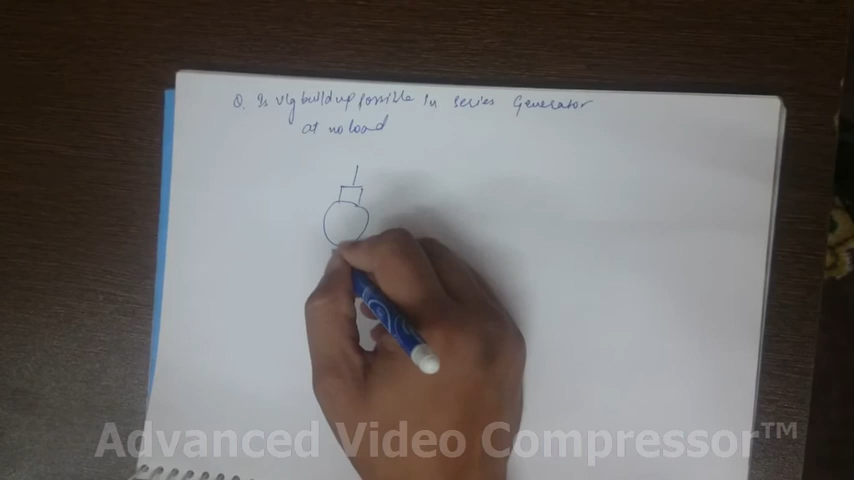 Q. Is vlg buildup possible in series Generator
at no load
Advanced Video Compressor™